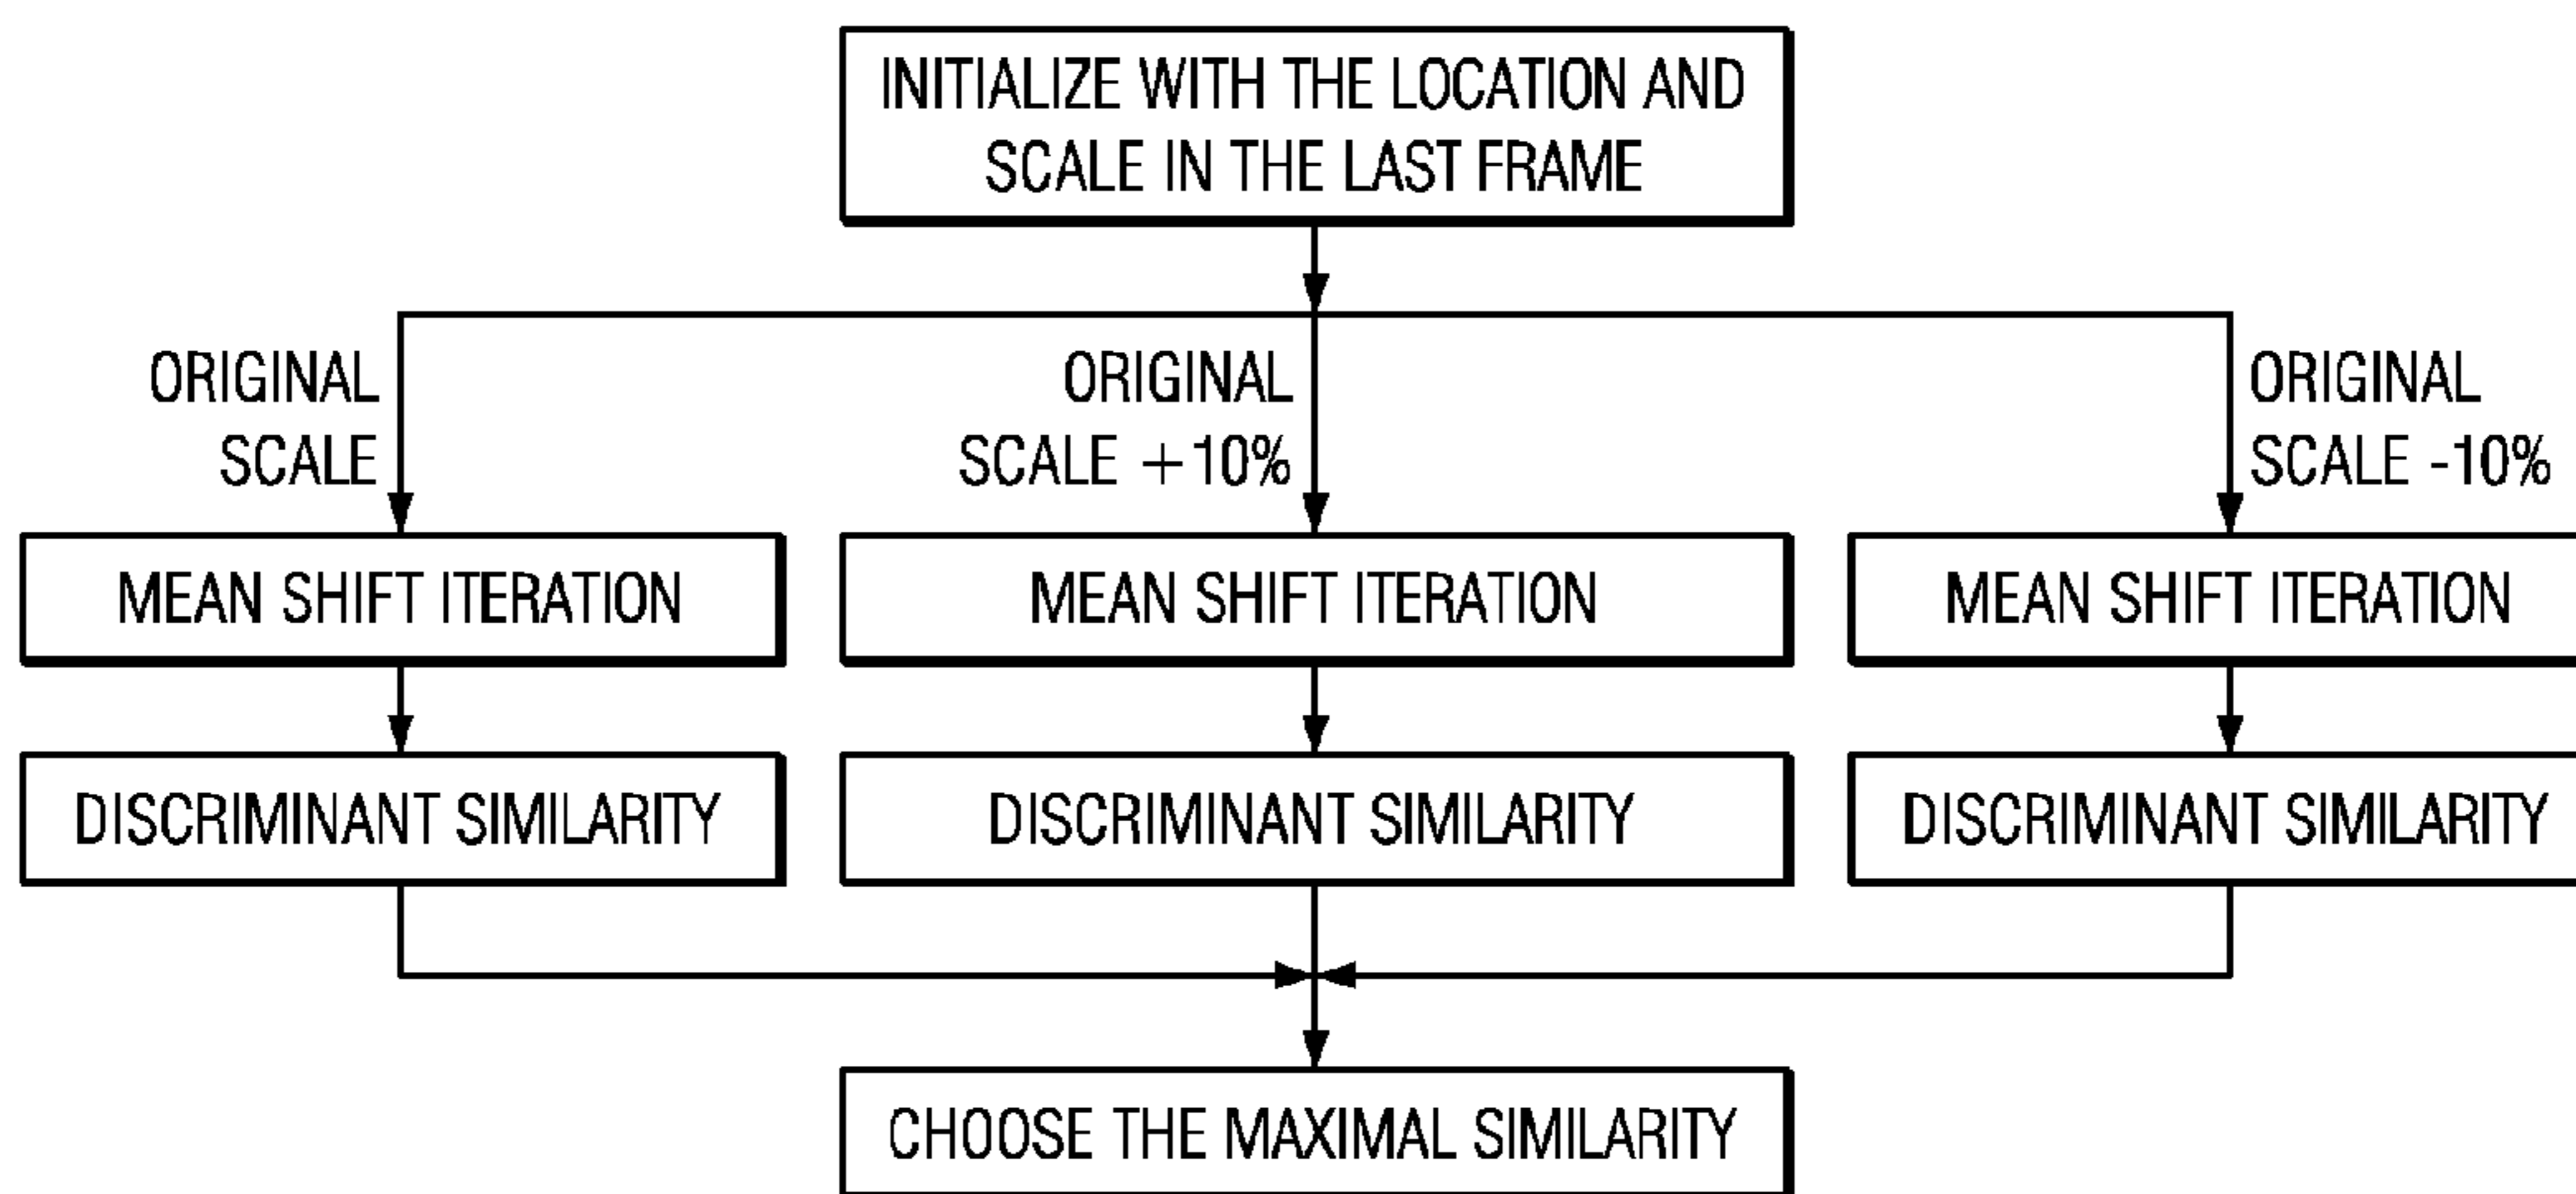 INITIALIZE WITH THE LOCATION AND
SCALE IN THE LAST FRAME
ORIGINAL
SCALE
ORIGINAL
SCALE +10%
ORIGINAL
SCALE -10%
MEAN SHIFT ITERATION
MEAN SHIFT ITERATION
MEAN SHIFT ITERATION
DISCRIMINANT SIMILARITY
DISCRIMINANT SIMILARITY
DISCRIMINANT SIMILARITY
CHOOSE THE MAXIMAL SIMILARITY